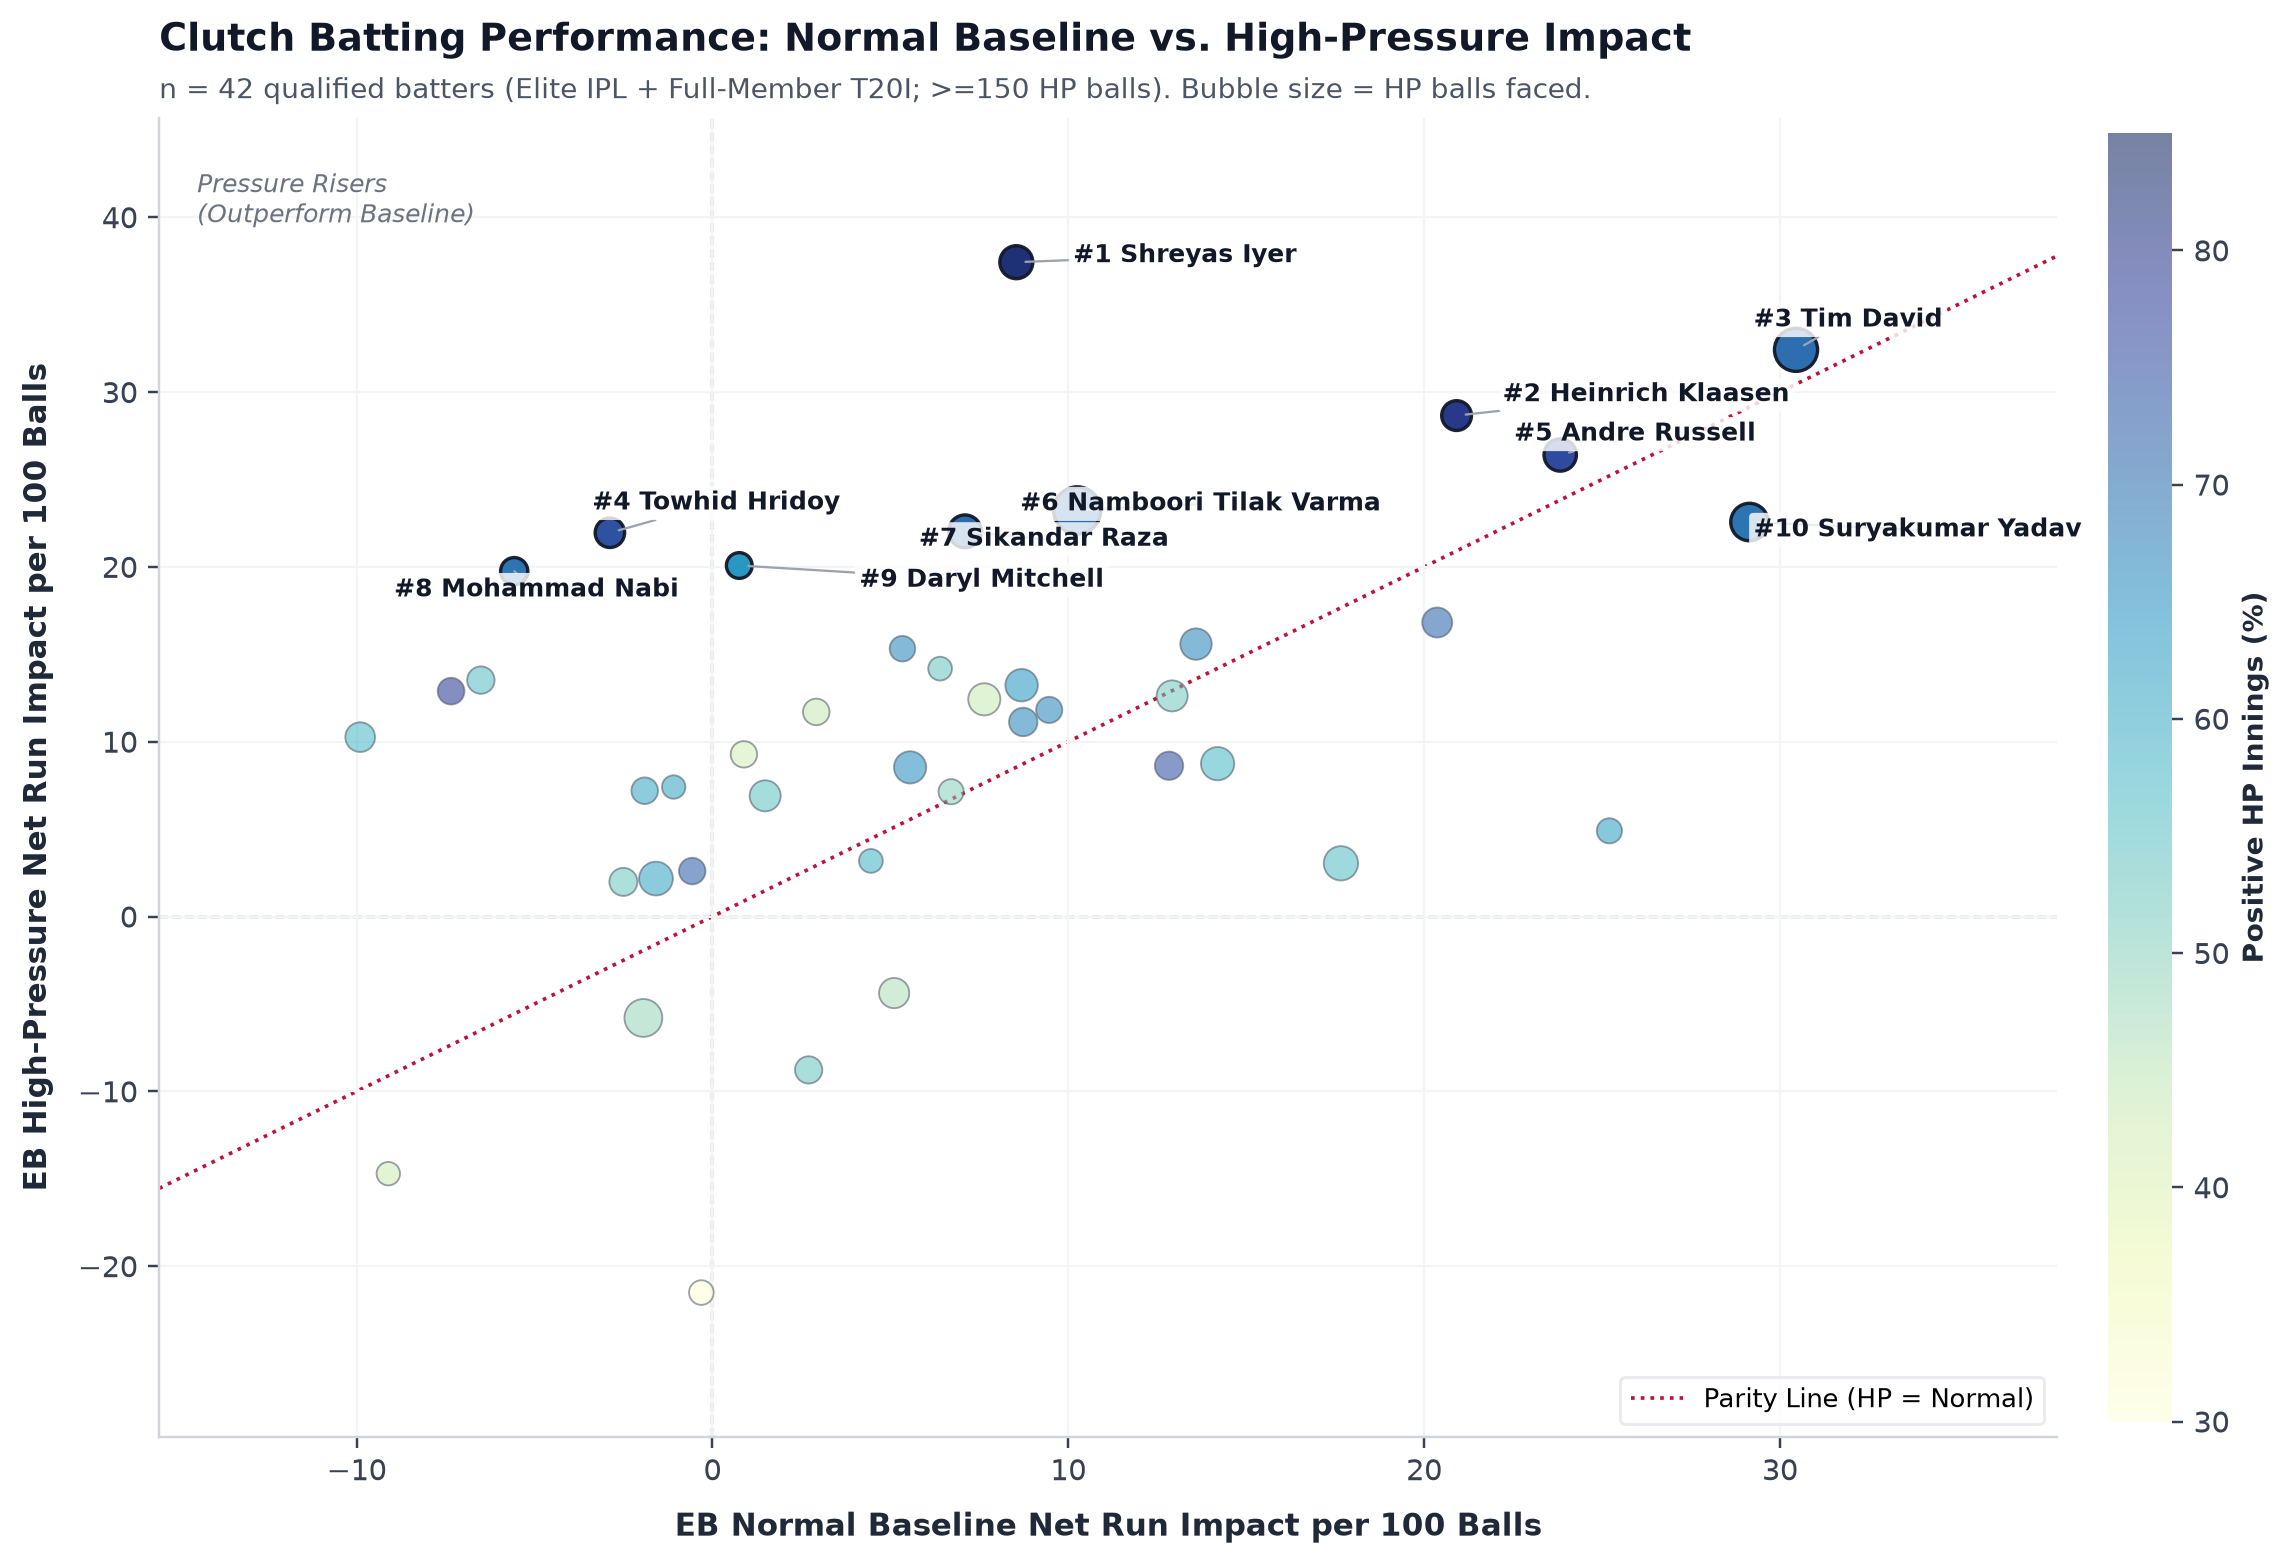 Clutch Batting Performance: Normal Baseline vs. High-Pressure Impact
n = 42 qualified batters (Elite IPL + Full-Member T20I; >=150 HP balls). Bubble size = HP balls faced.
Pressure Risers
(Outperform Baseline)
#1 Shreyas Iyer
#3 Tim David
#2 Heinrich Klaasen
#5 Andre Russell
#4 Towhid Hridoy
#6 Namboori Tilak Varma
#10 Suryakumar Yadav
#7 Sikandar Raza
#9 Daryl Mitchell
#8 Mohammad Nabi
EB High-Pressure Net Run Impact per 100 Balls
40
30
20
10
0
−10
−20
−10
0
10
20
30
EB Normal Baseline Net Run Impact per 100 Balls
Parity Line (HP = Normal)
80
70
60
50
40
30
Positive HP Innings (%)